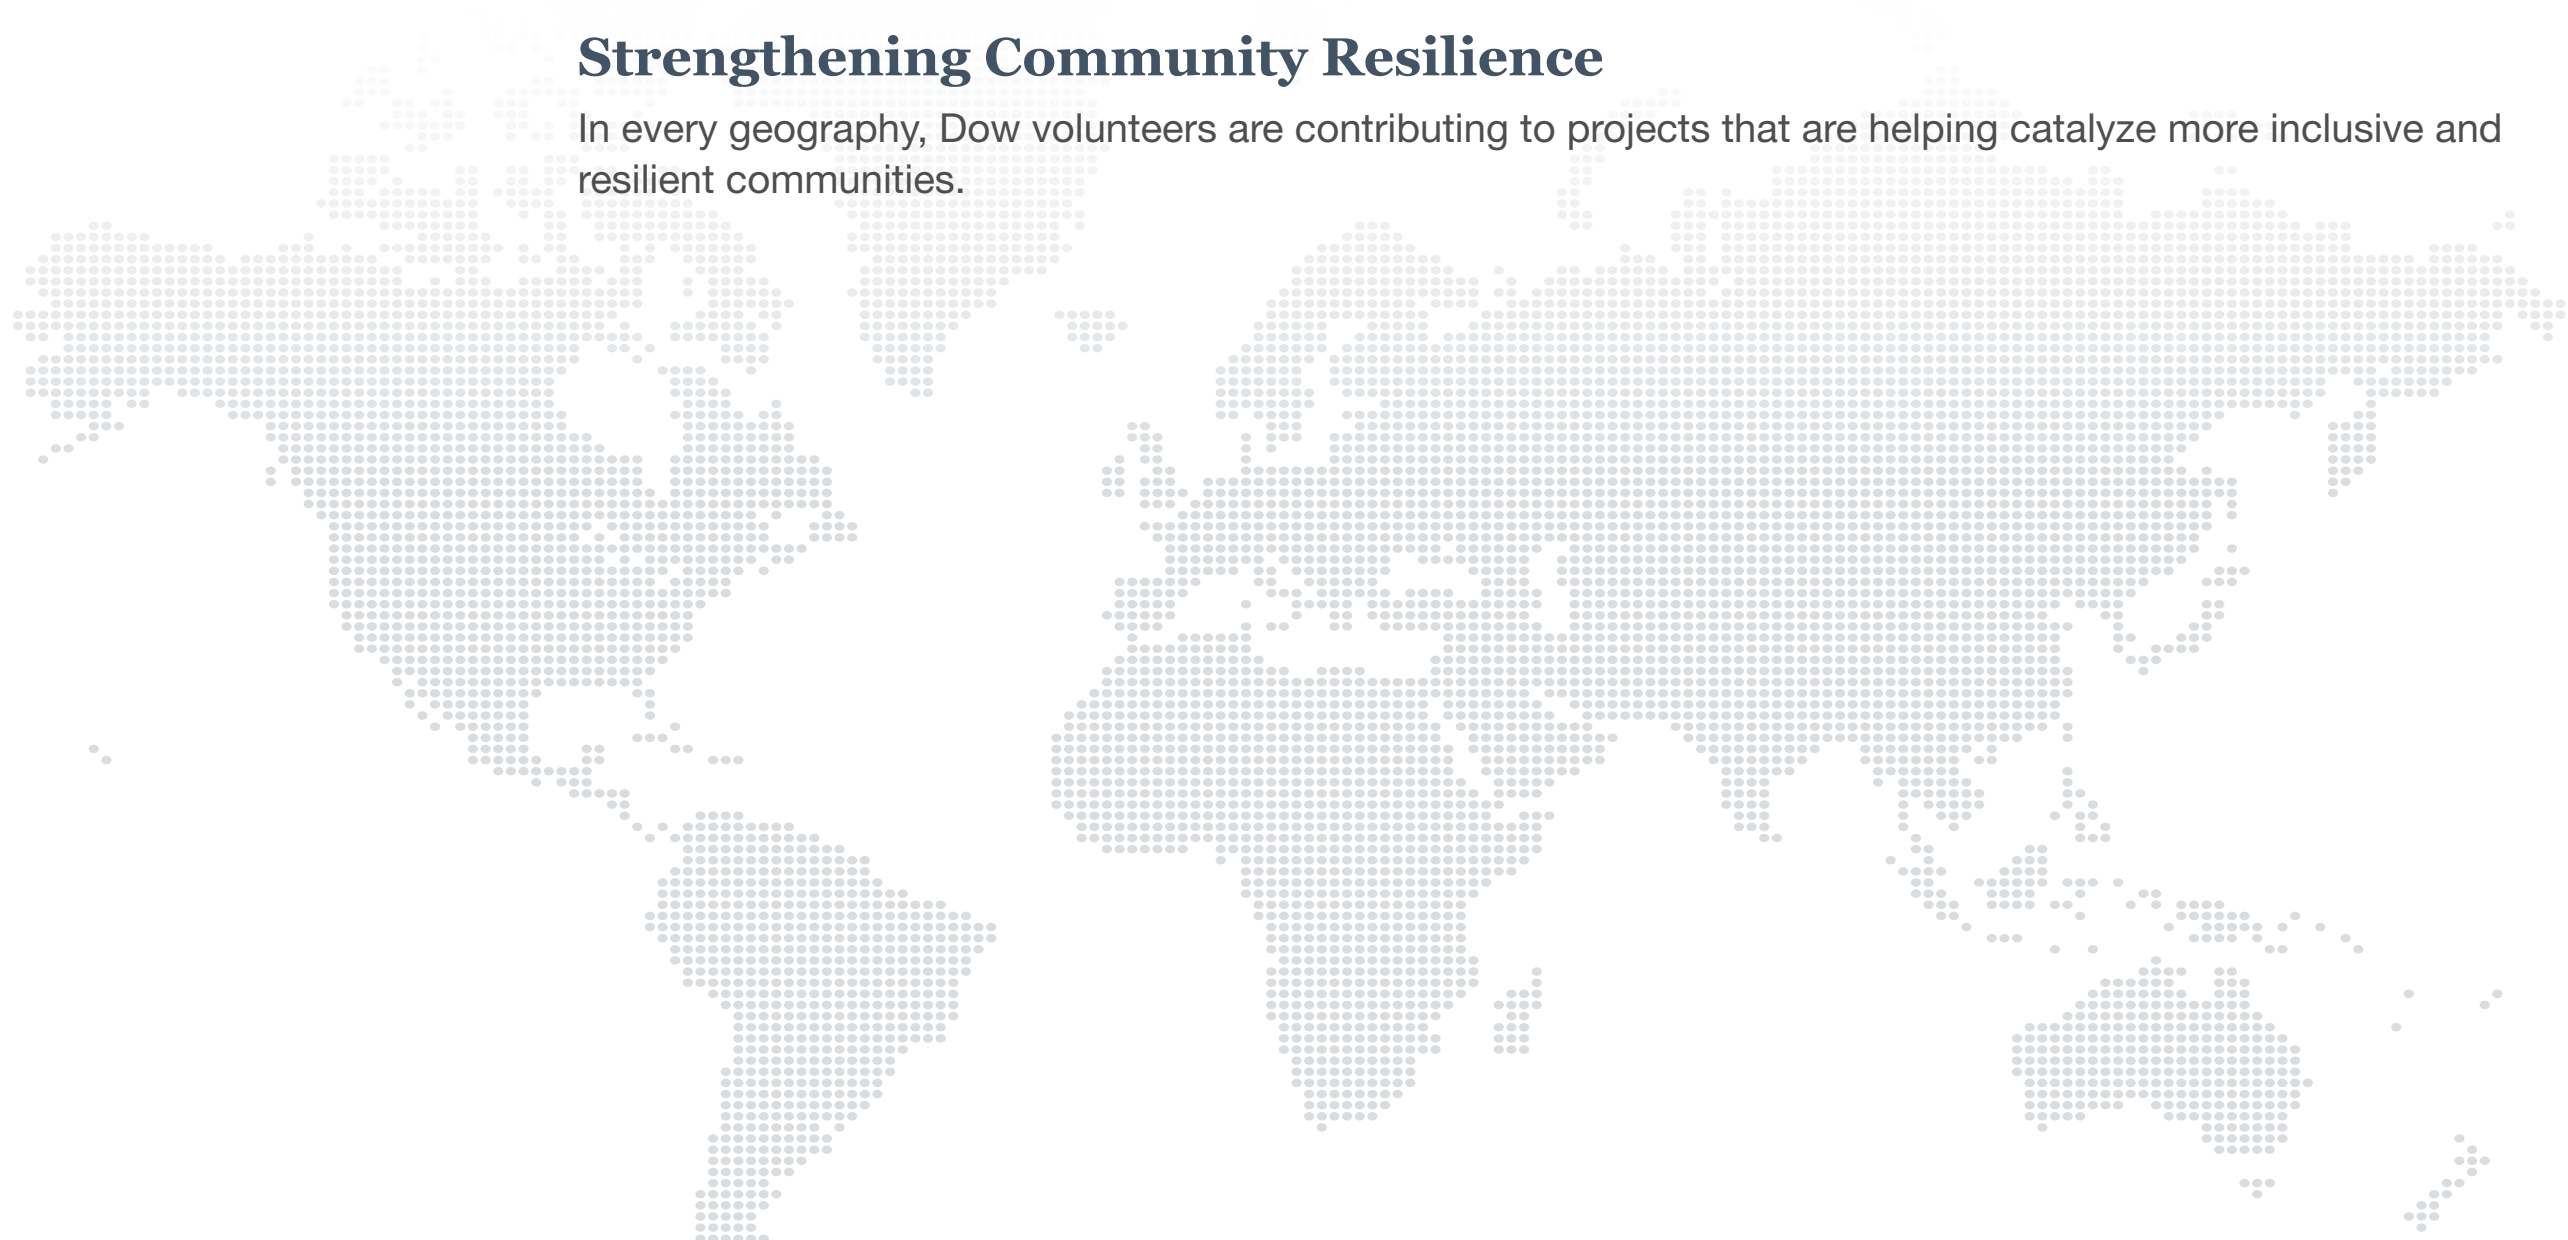 Strengthening Community Resilience
In every geography, Dow volunteers are contributing to projects that are helping catalyze more inclusive and
resilient communities.